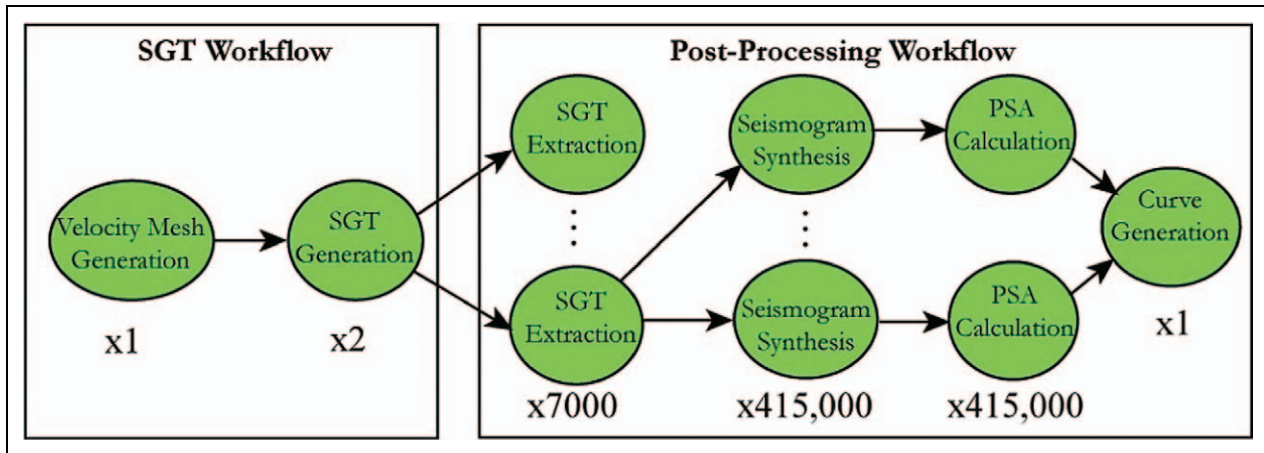 SGT Workflow
Velocity Mesh
Generation
x1
SGT
Generation
x2
Post-Processing Workflow
SGT
Extraction
SGT
Extraction
x7000
Seismogram
Synthesis
Seismogram
Synthesis
x415,000
PSA
Calculation
PSA
Calculation
x415,000
Curve
Generation
x1